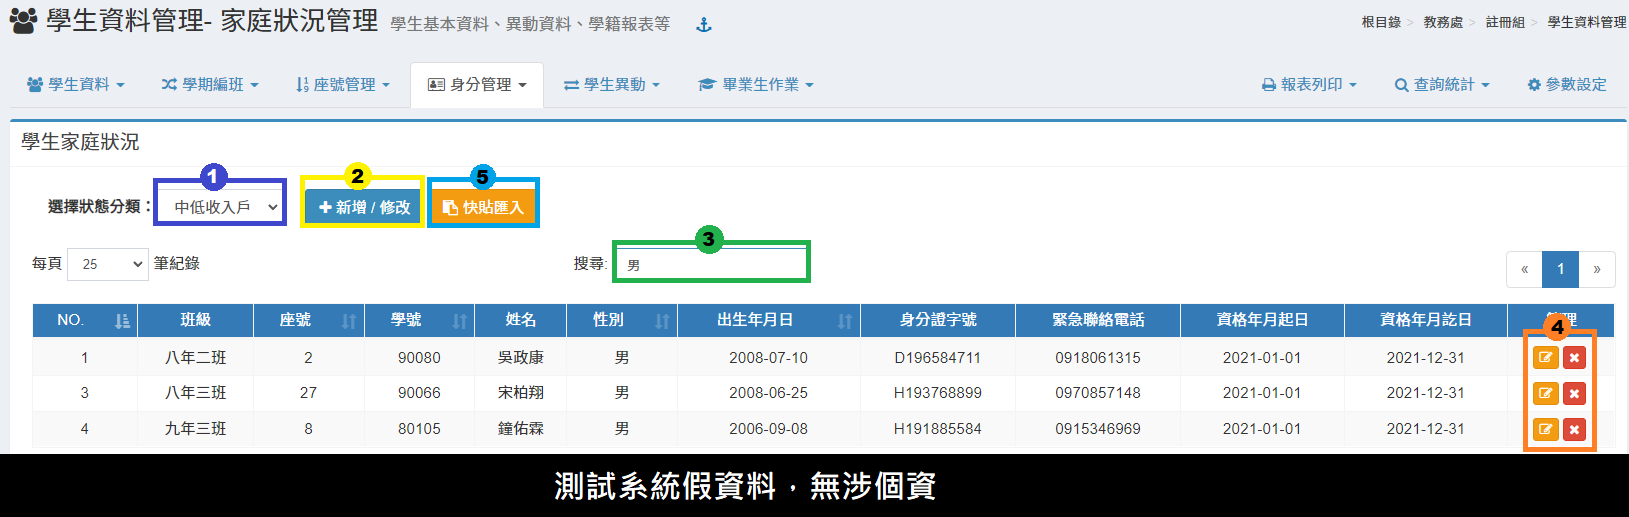 學生資料管理- 家庭狀況管理 學生基本資料、異動資料、學籍報表等
根目錄 > 教務處 > 註冊組 > 學生資料管理
學生資料 學期編班 座號管理 身分管理 學生異動 畢業生作業 報表列印 查詢統計 參數設定
學生家庭狀況
1 2 5
選擇狀態分類： 中低收入戶 新增 / 修改 快貼匯入
3
每頁 25 筆紀錄 搜尋: 男 « 1 »
NO. 班級 座號 學號 姓名 性別 出生年月日 身分證字號 緊急聯絡電話 資格年月起日 資格年月訖日 理
4
1 八年二班 2 90080 吳政康 男 2008-07-10 D196584711 0918061315 2021-01-01 2021-12-31
3 八年三班 27 90066 宋柏翔 男 2008-06-25 H193768899 0970857148 2021-01-01 2021-12-31
4 九年三班 8 80105 鐘佑霖 男 2006-09-08 H191885584 0915346969 2021-01-01 2021-12-31
測試系統假資料，無涉個資